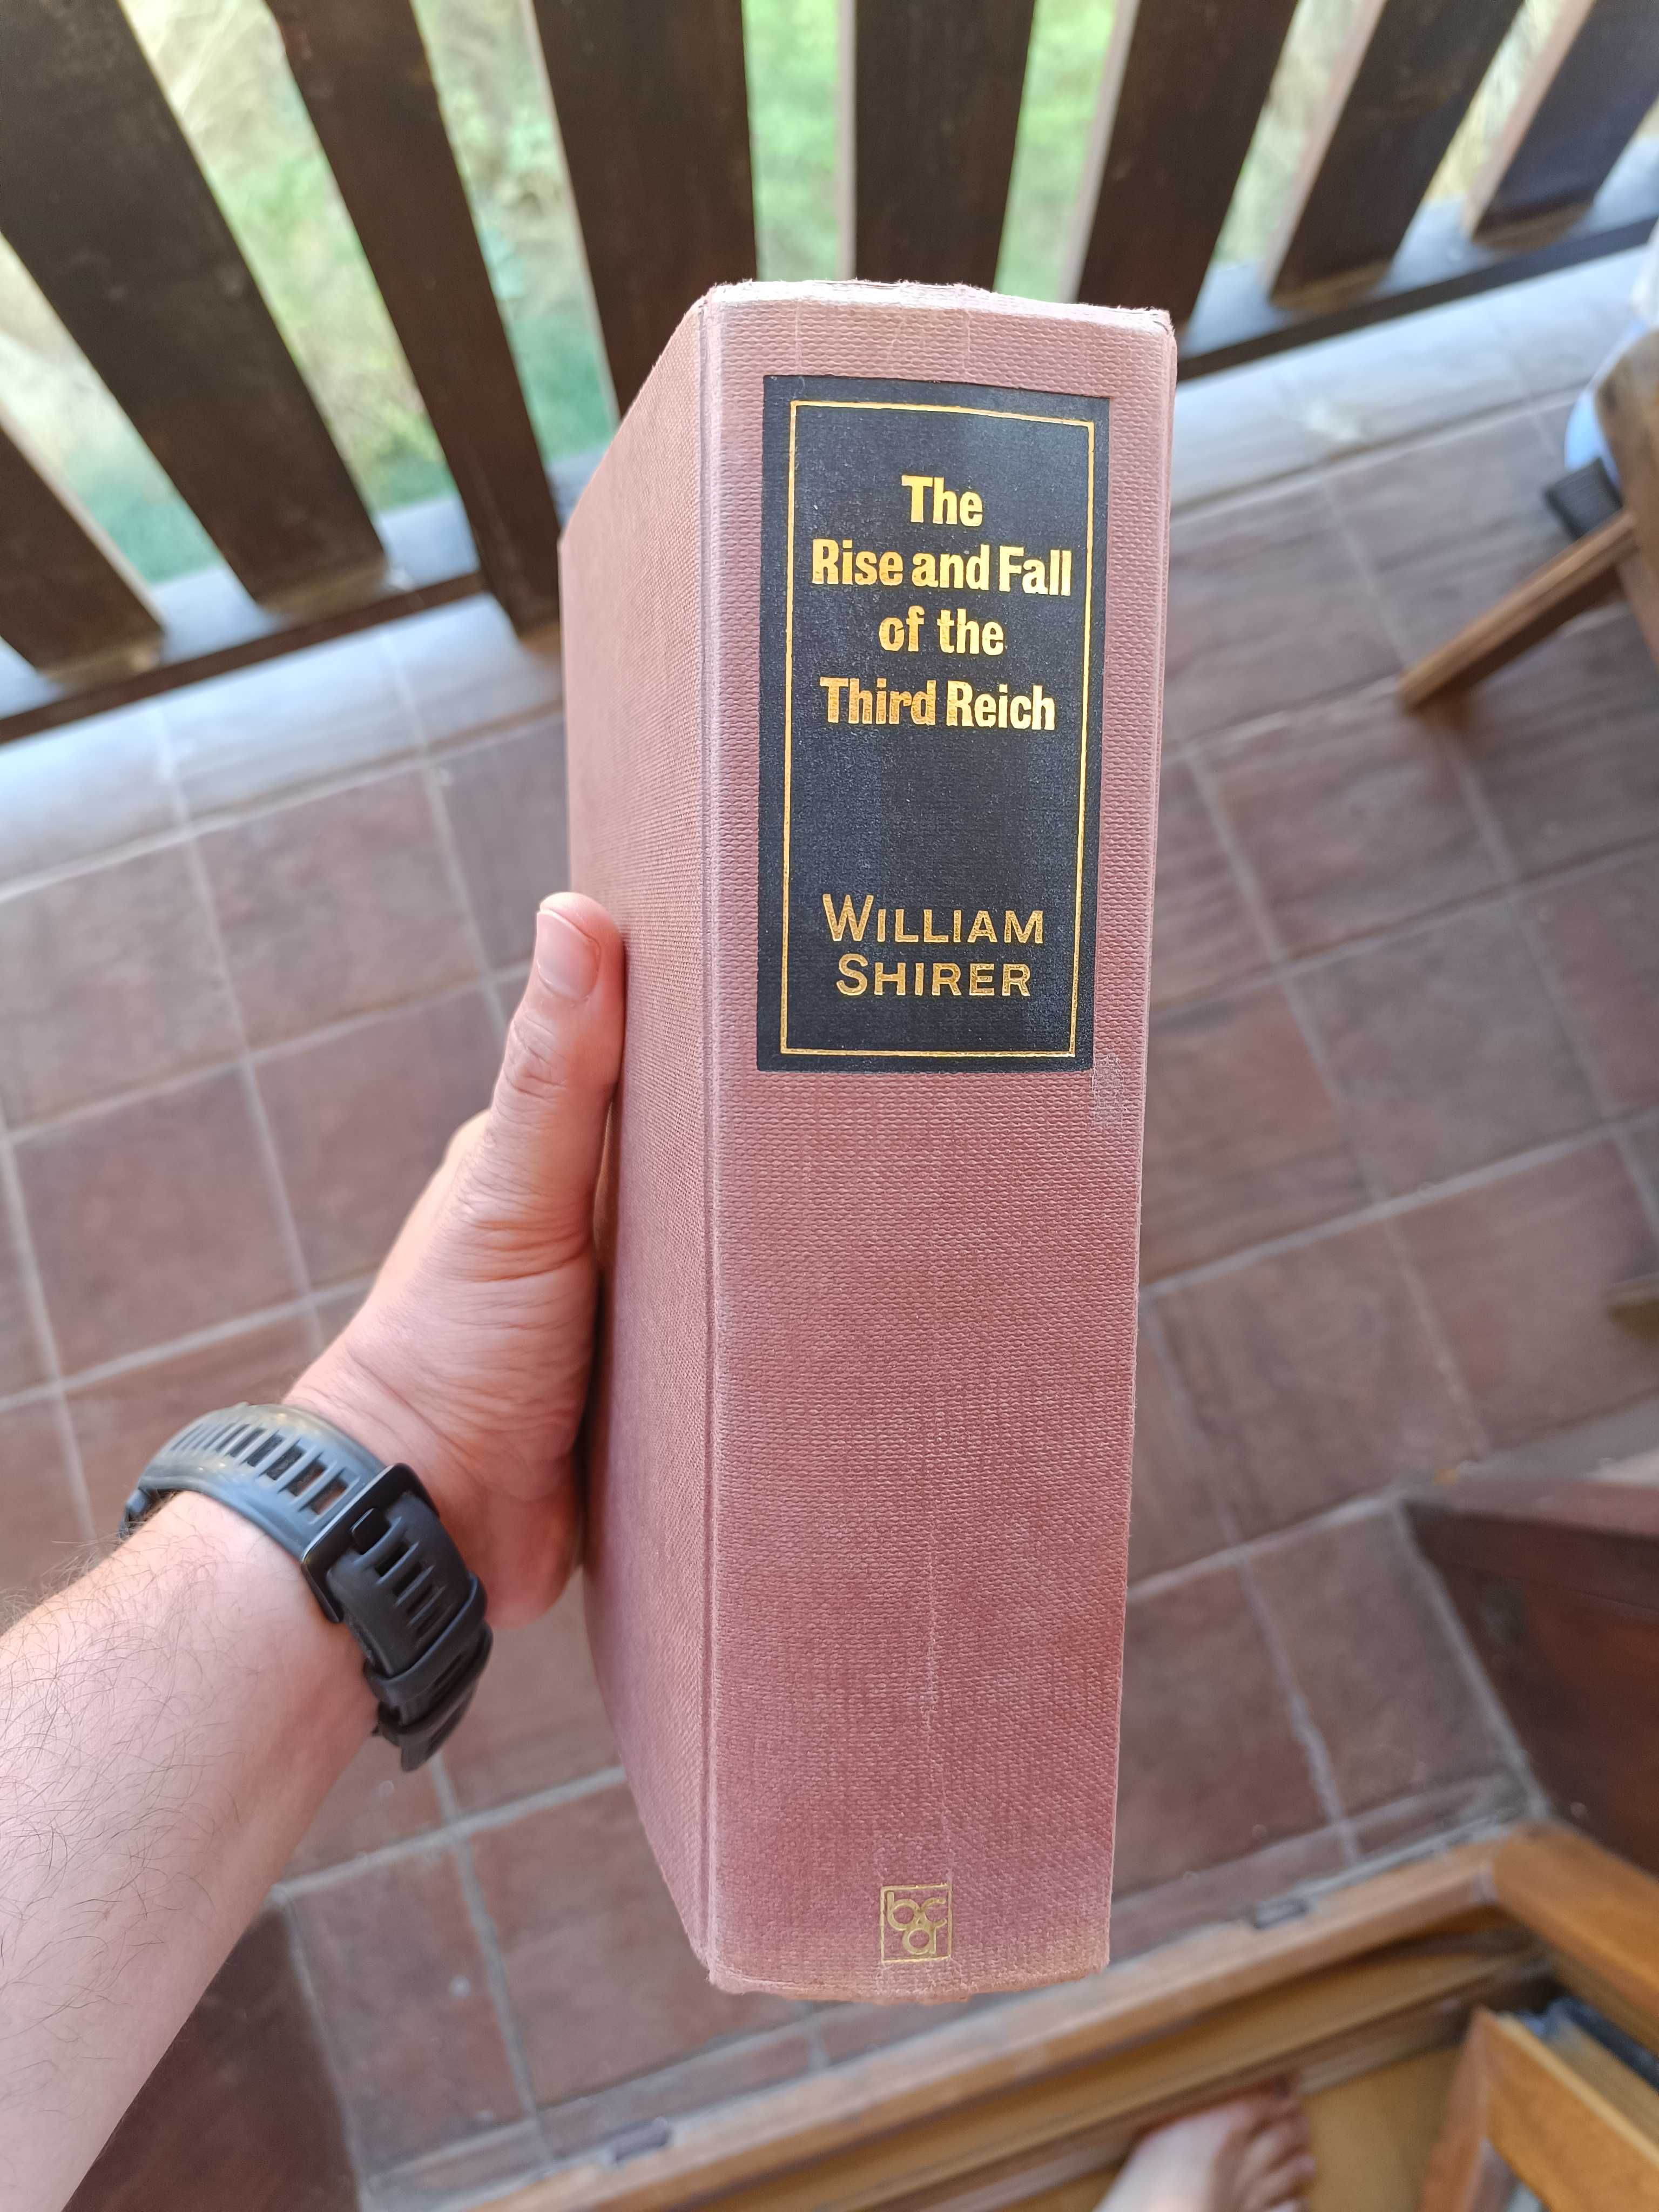 The
Rise and Fall
of the
Third Reich
WILLIAM
SHIRER
bca